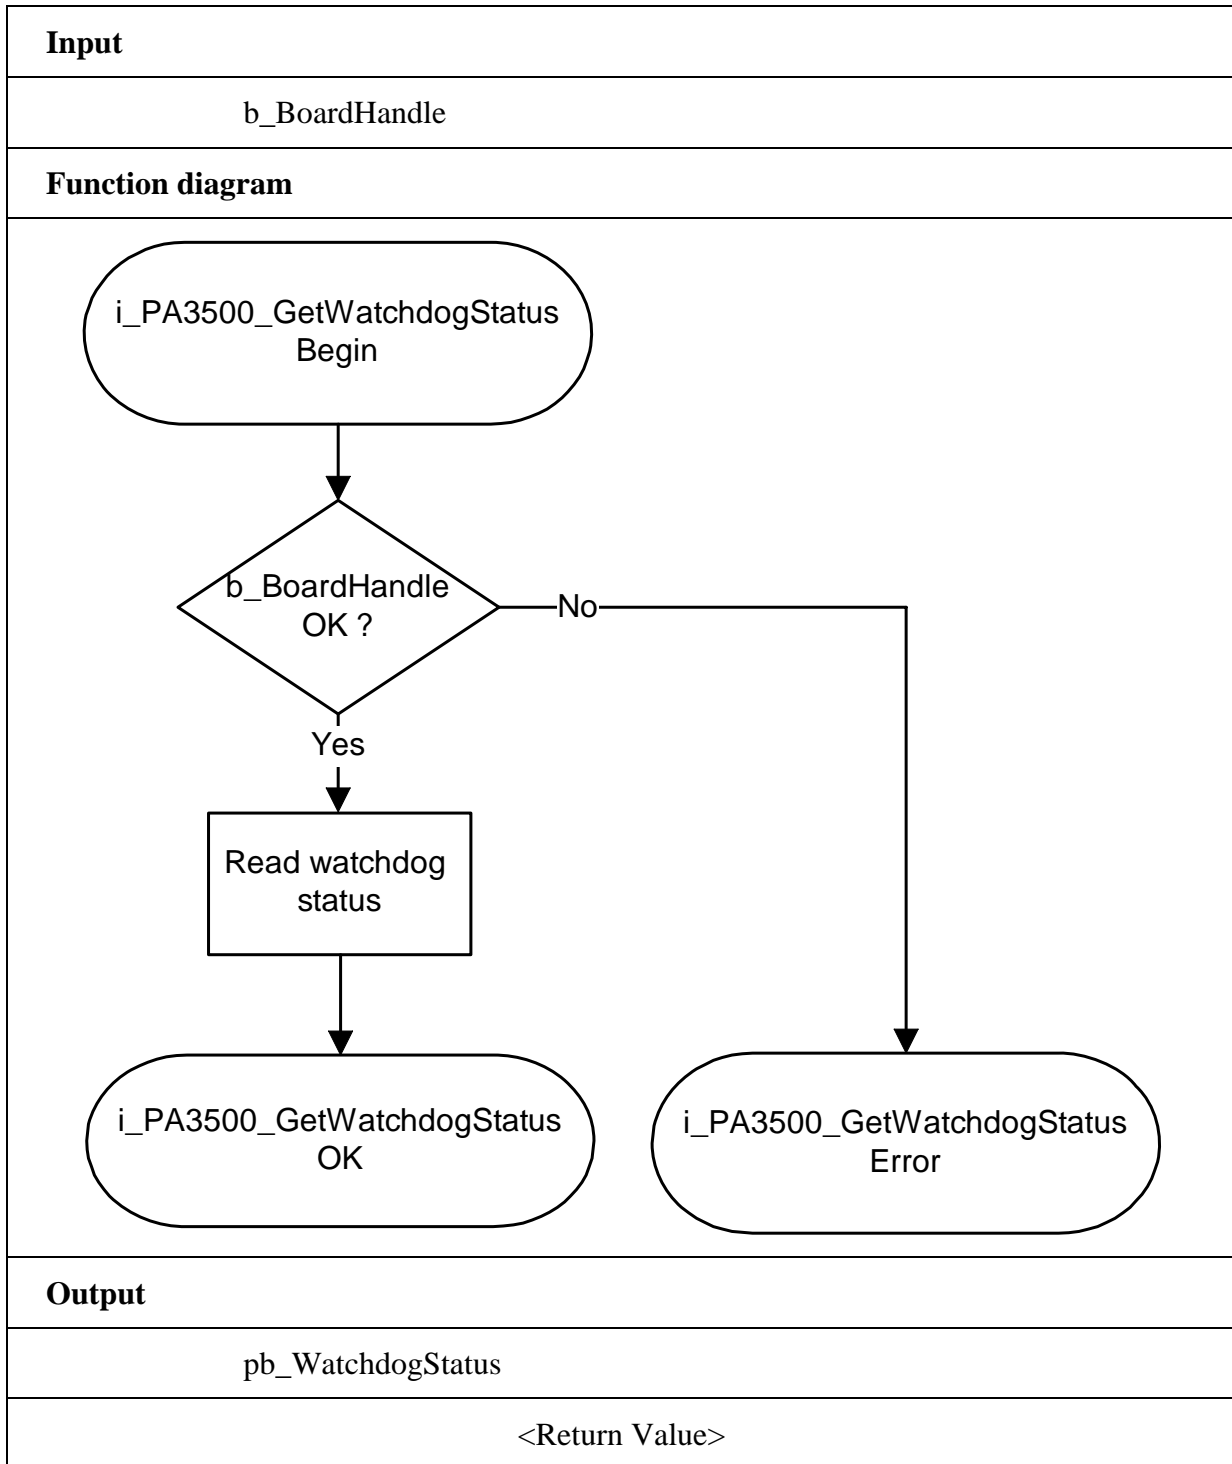 Input
b_BoardHandle
Function diagram
i_PA3500_GetWatchdogStatus
Begin
b_BoardHandle
OK ?
No
Yes
Read watchdog
status
i_PA3500_GetWatchdogStatus
OK
i_PA3500_GetWatchdogStatus
Error
Output
pb_WatchdogStatus
<Return Value>